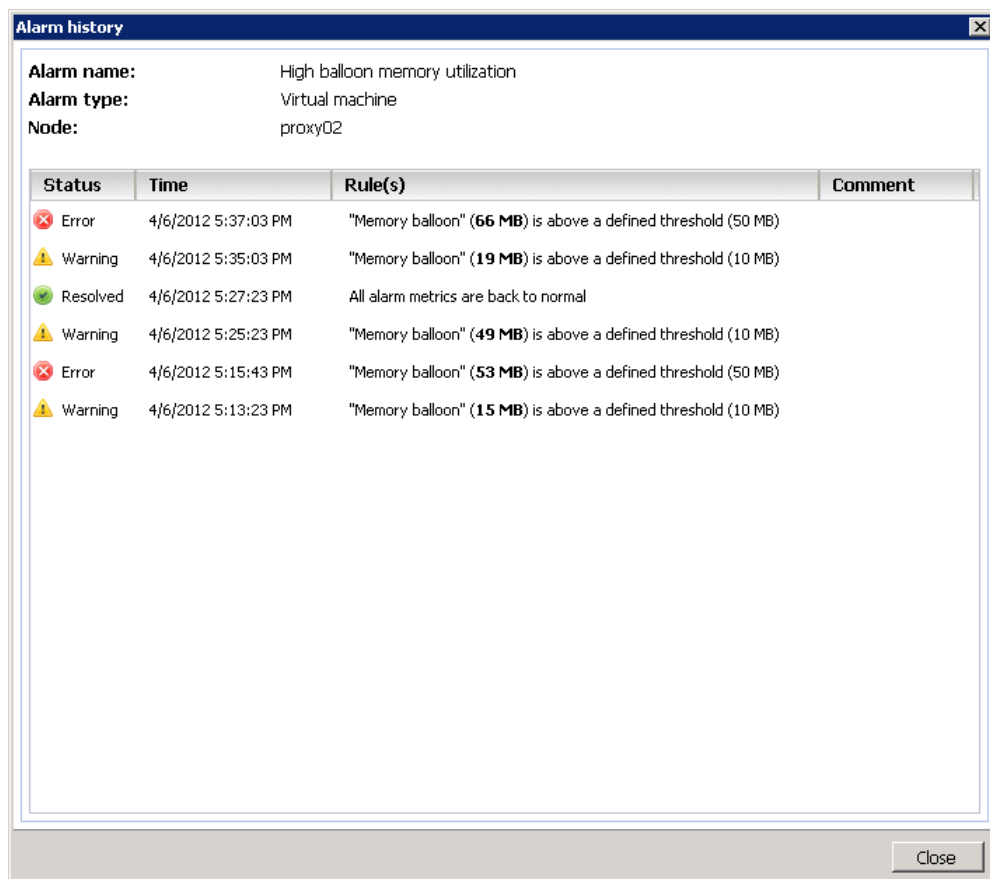 Alarm history
Alarm name: High balloon memory utilization
Alarm type: Virtual machine
Node: proxy02
Status Time Rule(s) Comment
Error 4/6/2012 5:37:03 PM "Memory balloon" (66 MB) is above a defined threshold (50 MB)
Warning 4/6/2012 5:35:03 PM "Memory balloon" (19 MB) is above a defined threshold (10 MB)
Resolved 4/6/2012 5:27:23 PM All alarm metrics are back to normal
Warning 4/6/2012 5:25:23 PM "Memory balloon" (49 MB) is above a defined threshold (10 MB)
Error 4/6/2012 5:15:43 PM "Memory balloon" (53 MB) is above a defined threshold (50 MB)
Warning 4/6/2012 5:13:23 PM "Memory balloon" (15 MB) is above a defined threshold (10 MB)
Close